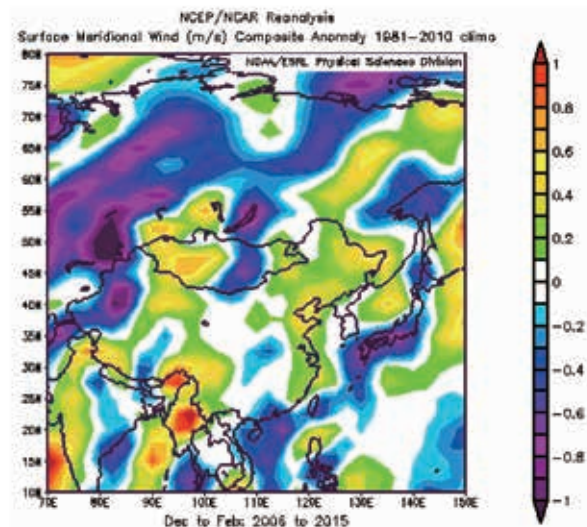 NCEP/NCAR Reanalysis
Surface Meridional Wind (m/s) Composite Anomaly 1981-2010 climo
NOAA/ESRL Physical Sciences Division
80N
75N
70N
65N
60N
55N
50N
45N
40N
35N
30N
25N
20N
15N
10N
70E 80E 90E 100E 110E 120E 130E 140E 150E
Dec to Feb: 2006 to 2015
1
0.8
0.6
0.4
0.2
0
-0.2
-0.4
-0.6
-0.8
-1